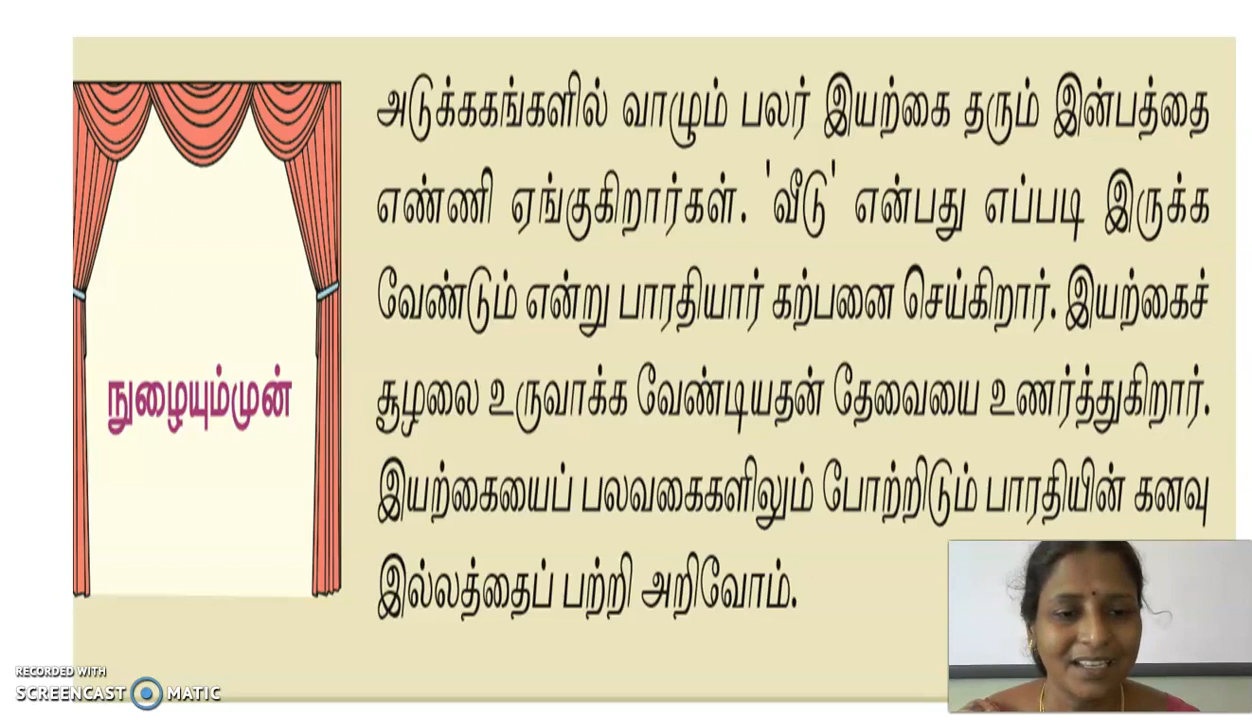 அடுக்ககங்களில் வாழும் பலர் இயற்கை தரும் இன்பத்தை
எண்ணி ஏங்குகிறார்கள். 'வீடு' என்பது எப்படி இருக்க
வேண்டும் என்று பாரதியார் கற்பனை செய்கிறார். இயற்கைச்
சூழலை உருவாக்க வேண்டியதன் தேவையை உணர்த்துகிறார்.
இயற்கையைப் பலவகைகளிலும் போற்றிடும் பாரதியின் கனவு
இல்லத்தைப் பற்றி அறிவோம்.
நுழையும்முன்
RECORDED WITH
SCREENCAST MATIC